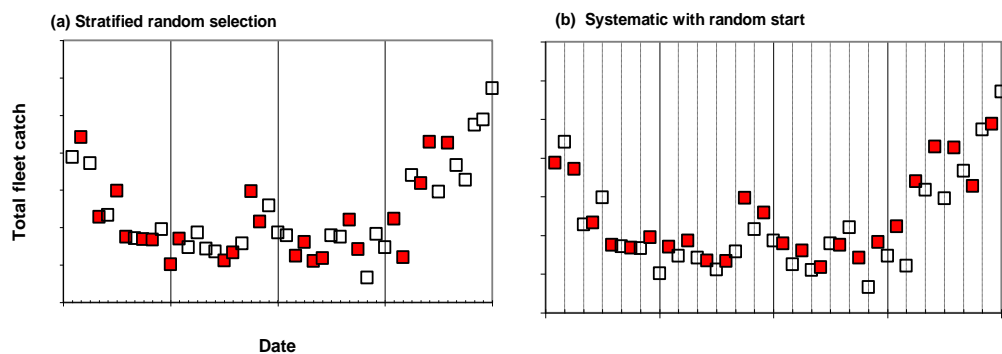 (a) Stratified random selection
(b) Systematic with random start
Total fleet catch
Date